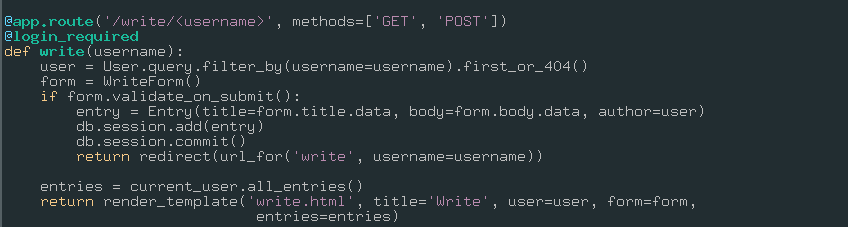 @app.route('/write/<username>', methods=['GET', 'POST'])
@login_required
def write(username):
    user = User.query.filter_by(username=username).first_or_404()
    form = WriteForm()
    if form.validate_on_submit():
        entry = Entry(title=form.title.data, body=form.body.data, author=user)
        db.session.add(entry)
        db.session.commit()
        return redirect(url_for('write', username=username))

    entries = current_user.all_entries()
    return render_template('write.html', title='Write', user=user, form=form,
                            entries=entries)